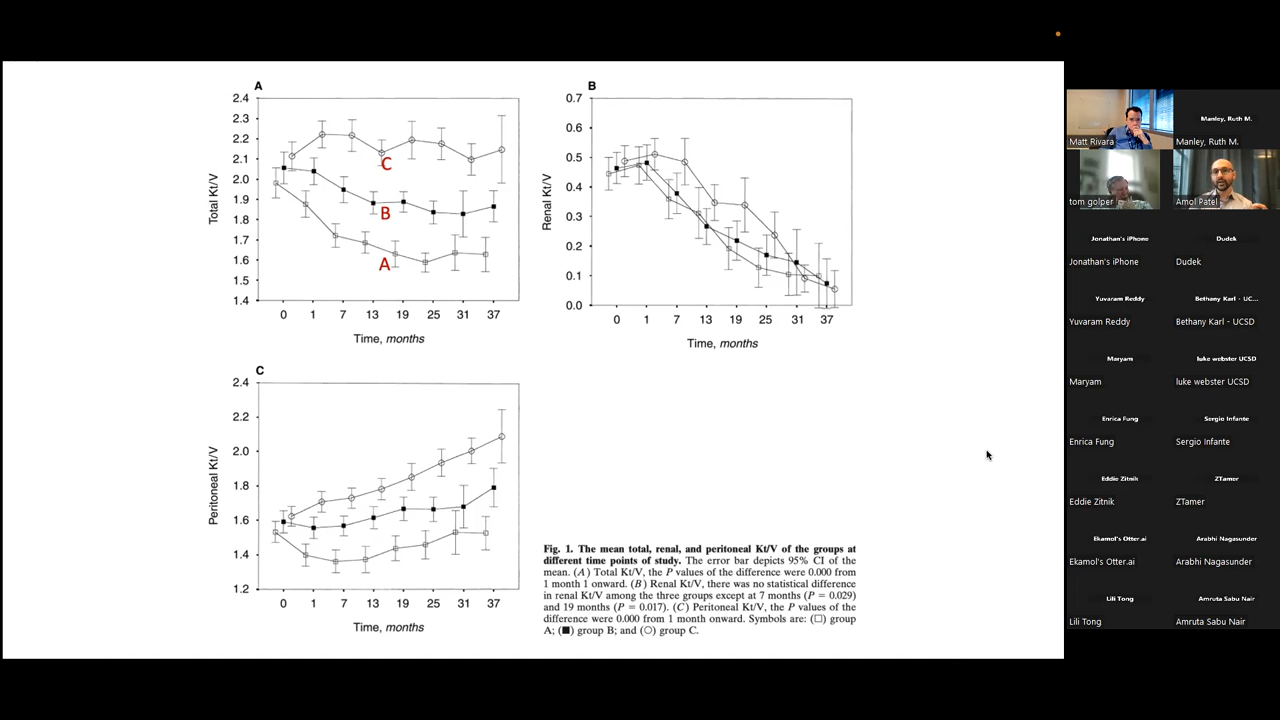 A
2.4
2.3
2.2
2.1
2.0
1.9
1.8
1.7
1.6
1.5
1.4
Total Kt/V
C
B
A
0 1 7 13 19 25 31 37
Time, months
B
0.7
0.6
0.5
0.4
0.3
0.2
0.1
0.0
Renal Kt/V
0 1 7 13 19 25 31 37
Time, months
C
2.4
2.2
2.0
1.8
1.6
1.4
1.2
Peritoneal Kt/V
0 1 7 13 19 25 31 37
Time, months
Fig. 1. The mean total, renal, and peritoneal Kt/V of the groups at
different time points of study. The error bar depicts 95% CI of the
mean. (A) Total Kt/V, the P values of the difference were 0.000 from
1 month 1 onward. (B) Renal Kt/V, there was no statistical difference
in renal Kt/V among the three groups except at 7 months (P = 0.029)
and 19 months (P = 0.017). (C) Peritoneal Kt/V, the P values of the
difference were 0.000 from 1 month onward. Symbols are: (□) group
A; (■) group B; and (○) group C.
Matt Rivara
Manley, Ruth M.
Manley, Ruth M.
tom golper
Amol Patel
Jonathan's iPhone
Jonathan's iPhone
Dudek
Dudek
Yuvaram Reddy
Yuvaram Reddy
Bethany Karl - UC...
Bethany Karl - UCSD
Maryam
Maryam
luke webster UCSD
luke webster UCSD
Enrica Fung
Enrica Fung
Sergio Infante
Sergio Infante
Eddie Zitnik
Eddie Zitnik
ZTamer
ZTamer
Ekamol's Otter.ai
Ekamol's Otter.ai
Arabhi Nagasunder
Arabhi Nagasunder
Lili Tong
Lili Tong
Amruta Sabu Nair
Amruta Sabu Nair